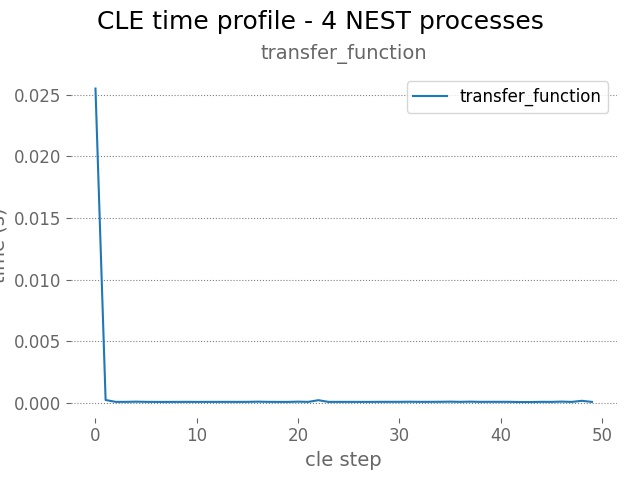 CLE time profile - 4 NEST processes
transfer_function
transfer_function
0.025
0.020
0.015
0.010
0.005
0.000
time (s)
0 10 20 30 40 50
cle step